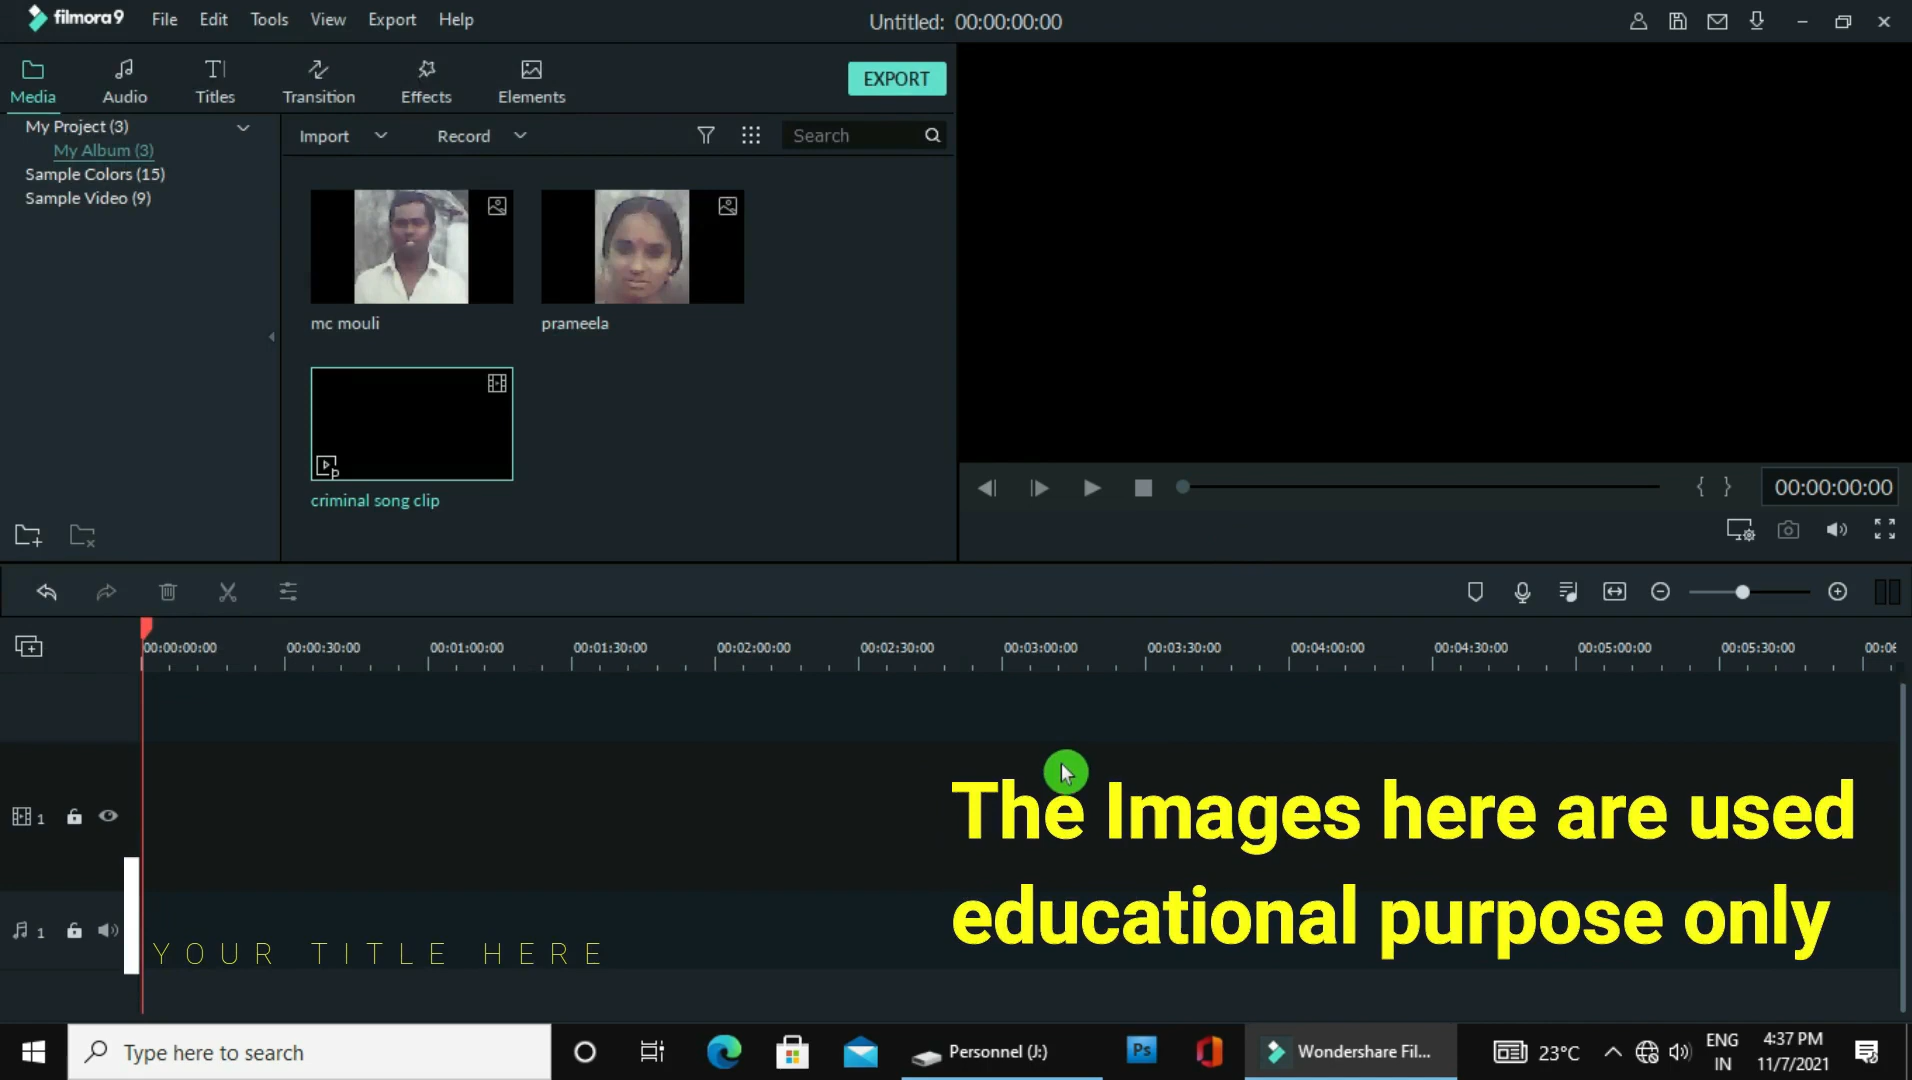 filmora9 File Edit Tools View Export Help Untitled: 00:00:00:00
Media Audio Titles Transition Effects Elements EXPORT
My Project (3)
My Album (3)
Sample Colors (15)
Sample Video (9)
Import Record Search
mc mouli prameela
criminal song clip
00:00:00:00
00:00:00:00 00:00:30:00 00:01:00:00 00:01:30:00 00:02:00:00 00:02:30:00 00:03:00:00 00:03:30:00 00:04:00:00 00:04:30:00 00:05:00:00 00:05:30:00
1
The Images here are used
educational purpose only
1
YOUR TITLE HERE
Type here to search Personnel (J:) Ps Wondershare Fil... 23°C ENG 4:37 PM
IN 11/7/2021